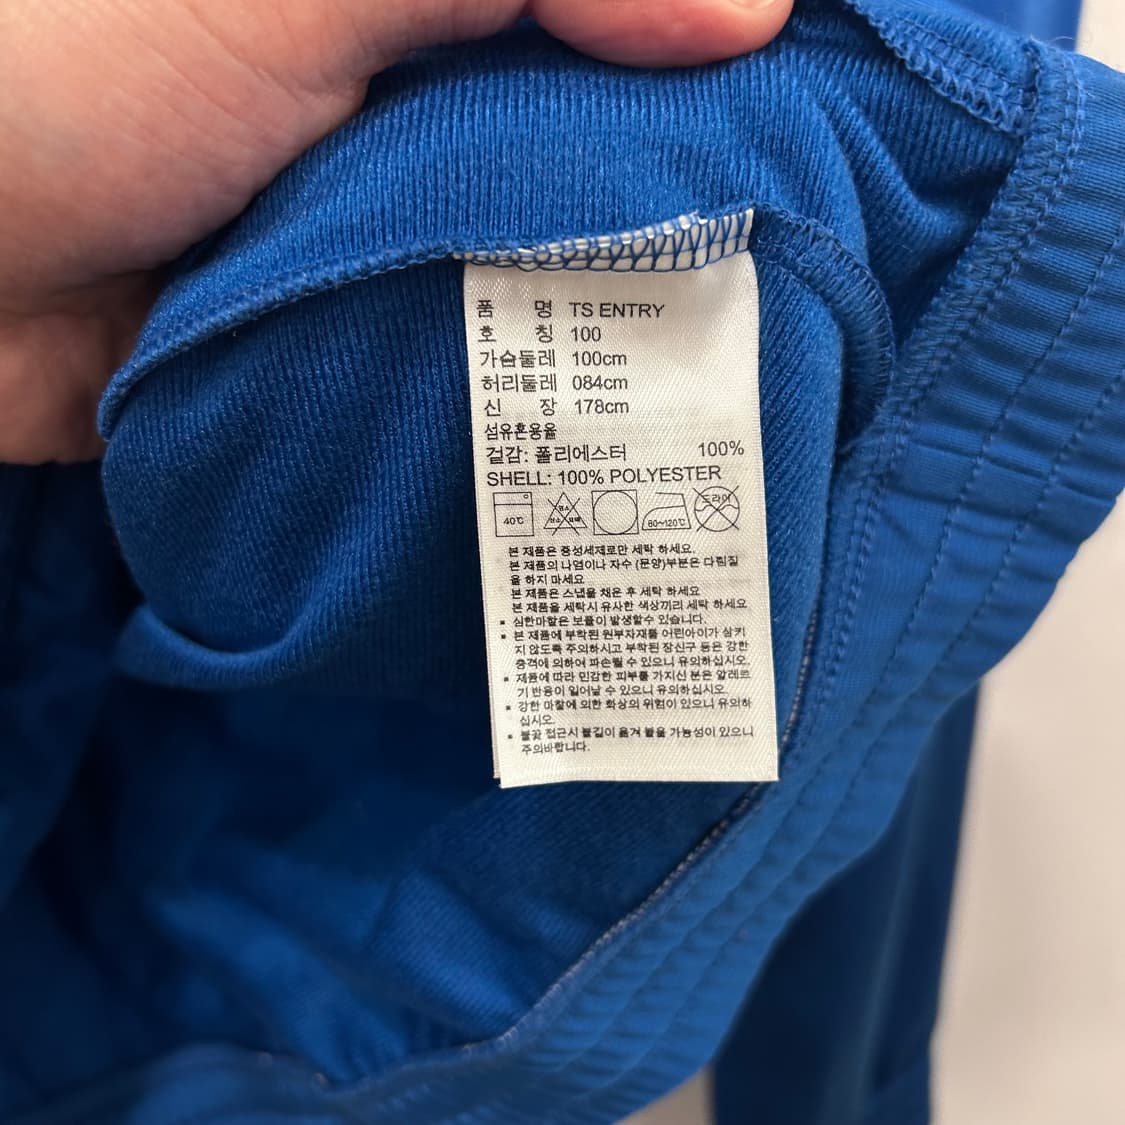 품 명 TS ENTRY
호 칭 100
가슴둘레 100cm
허리둘레 084cm
신 장 178cm
섬유혼용율
겉감: 폴리에스터 100%
SHELL: 100% POLYESTER
40℃ 염소 산소 표백 80~120℃ 드라이
본 제품은 중성세제로만 세탁 하세요.
본 제품의 나염이나 자수 (문양)부분은 다림질
을 하지 마세요
본 제품은 스냅을 채운 후 세탁 하세요
본 제품을 세탁시 유사한 색상끼리 세탁 하세요
▪ 심한마찰은 보풀이 발생할수 있습니다.
▪ 본 제품에 부착된 원부자재를 어린아이가 삼키
지 않도록 주의하시고 부착된 장신구 등은 강한
충격에 의하여 파손될 수 있으니 유의하십시오.
▪ 제품에 따라 민감한 피부를 가지신 분은 알레르
기 반응이 일어날 수 있으니 유의하십시오.
▪ 강한 마찰에 의한 화상의 위험이 있으니 유의하
십시오.
▪ 불꽃 접근시 불길이 옮겨 붙을 가능성이 있으니
주의바랍니다.